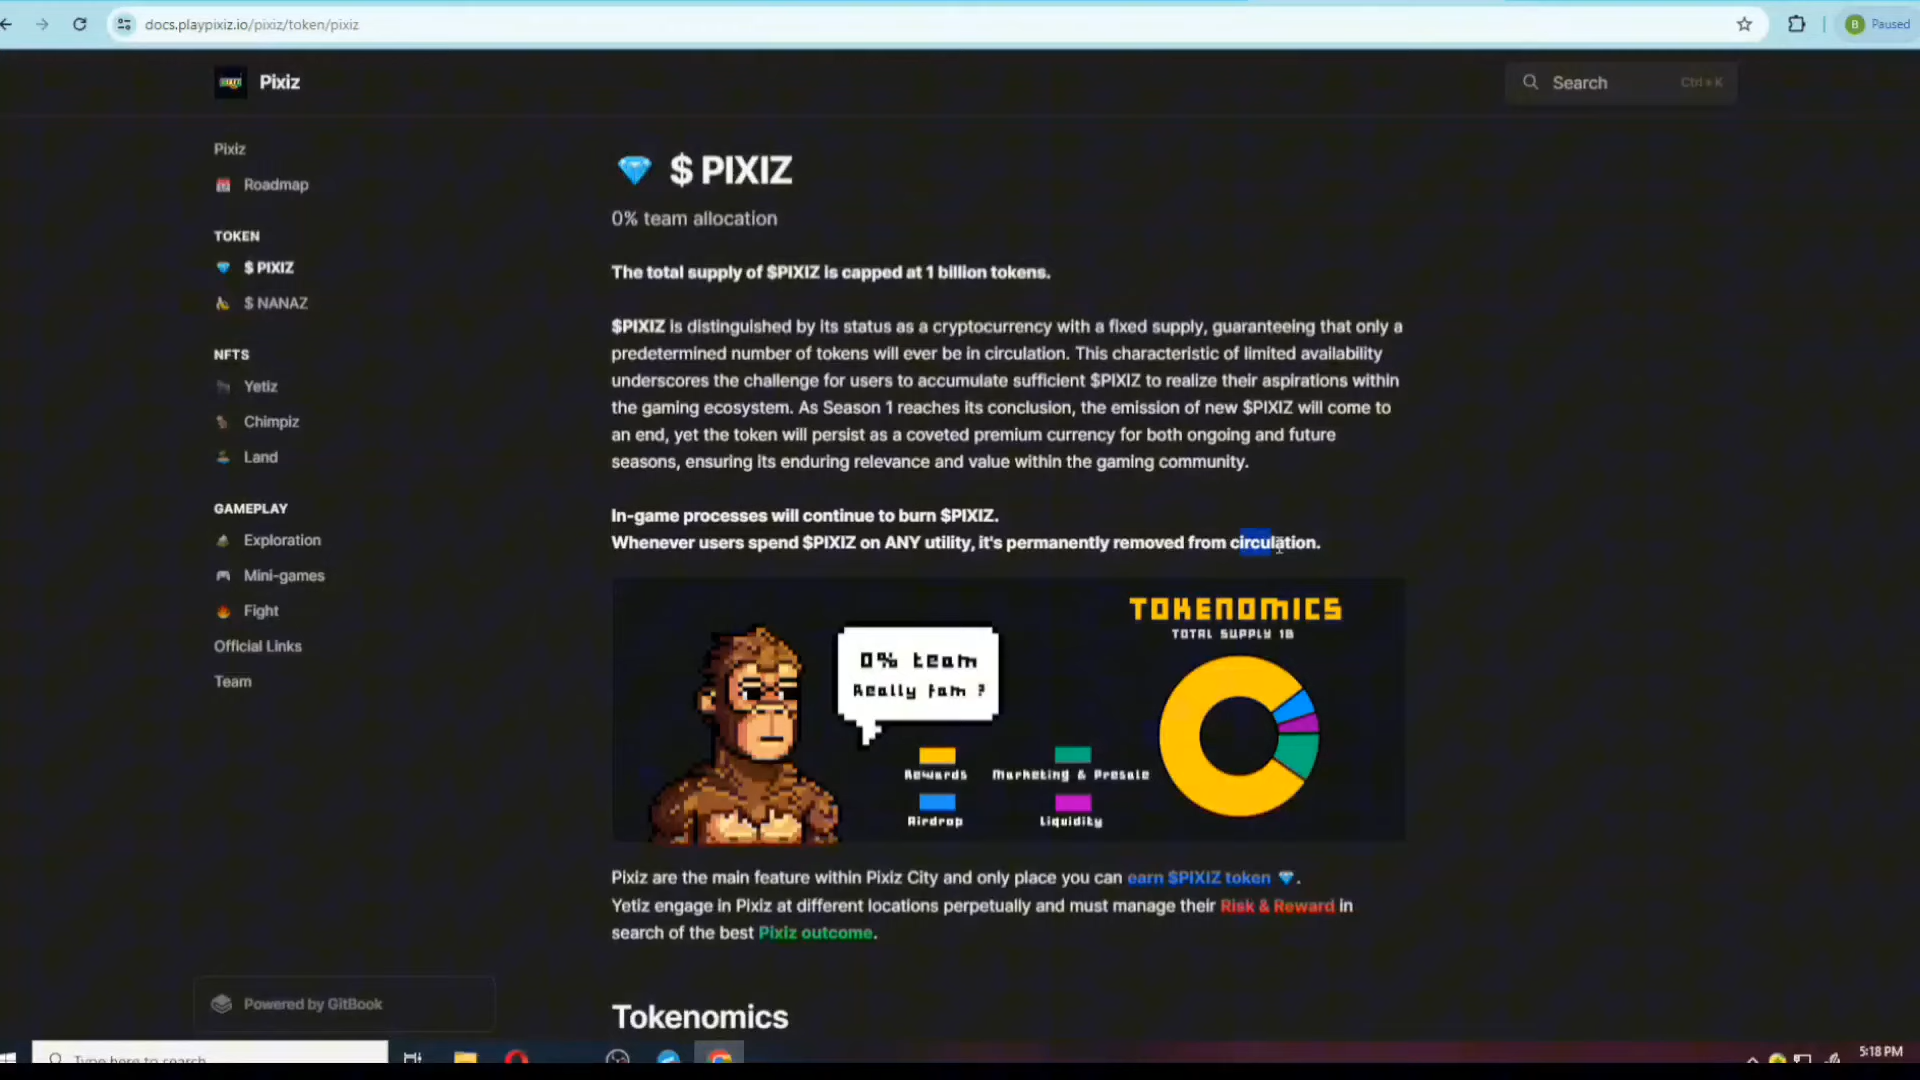 docs.playpixiz.io/pixiz/token/pixiz
B Paused
Pixiz
Search Ctrl + K
Pixiz
Roadmap
TOKEN
$ PIXIZ
$ NANAZ
NFTS
Yetiz
Chimpiz
Land
GAMEPLAY
Exploration
Mini-games
Fight
Official Links
Team
Powered by GitBook
$ PIXIZ
0% team allocation
The total supply of $PIXIZ is capped at 1 billion tokens.
$PIXIZ is distinguished by its status as a cryptocurrency with a fixed supply, guaranteeing that only a
predetermined number of tokens will ever be in circulation. This characteristic of limited availability
underscores the challenge for users to accumulate sufficient $PIXIZ to realize their aspirations within
the gaming ecosystem. As Season 1 reaches its conclusion, the emission of new $PIXIZ will come to
an end, yet the token will persist as a coveted premium currency for both ongoing and future
seasons, ensuring its enduring relevance and value within the gaming community.
In-game processes will continue to burn $PIXIZ.
Whenever users spend $PIXIZ on ANY utility, it's permanently removed from circulation.
TOKENOMICS
TOTAL SUPPLY 1B
0% team
Really fam ?
Rewards
Marketing & Presale
Airdrop
Liquidity
Pixiz are the main feature within Pixiz City and only place you can earn $PIXIZ token.
Yetiz engage in Pixiz at different locations perpetually and must manage their Risk & Reward in
search of the best Pixiz outcome.
Tokenomics
Type here to search
5:18 PM